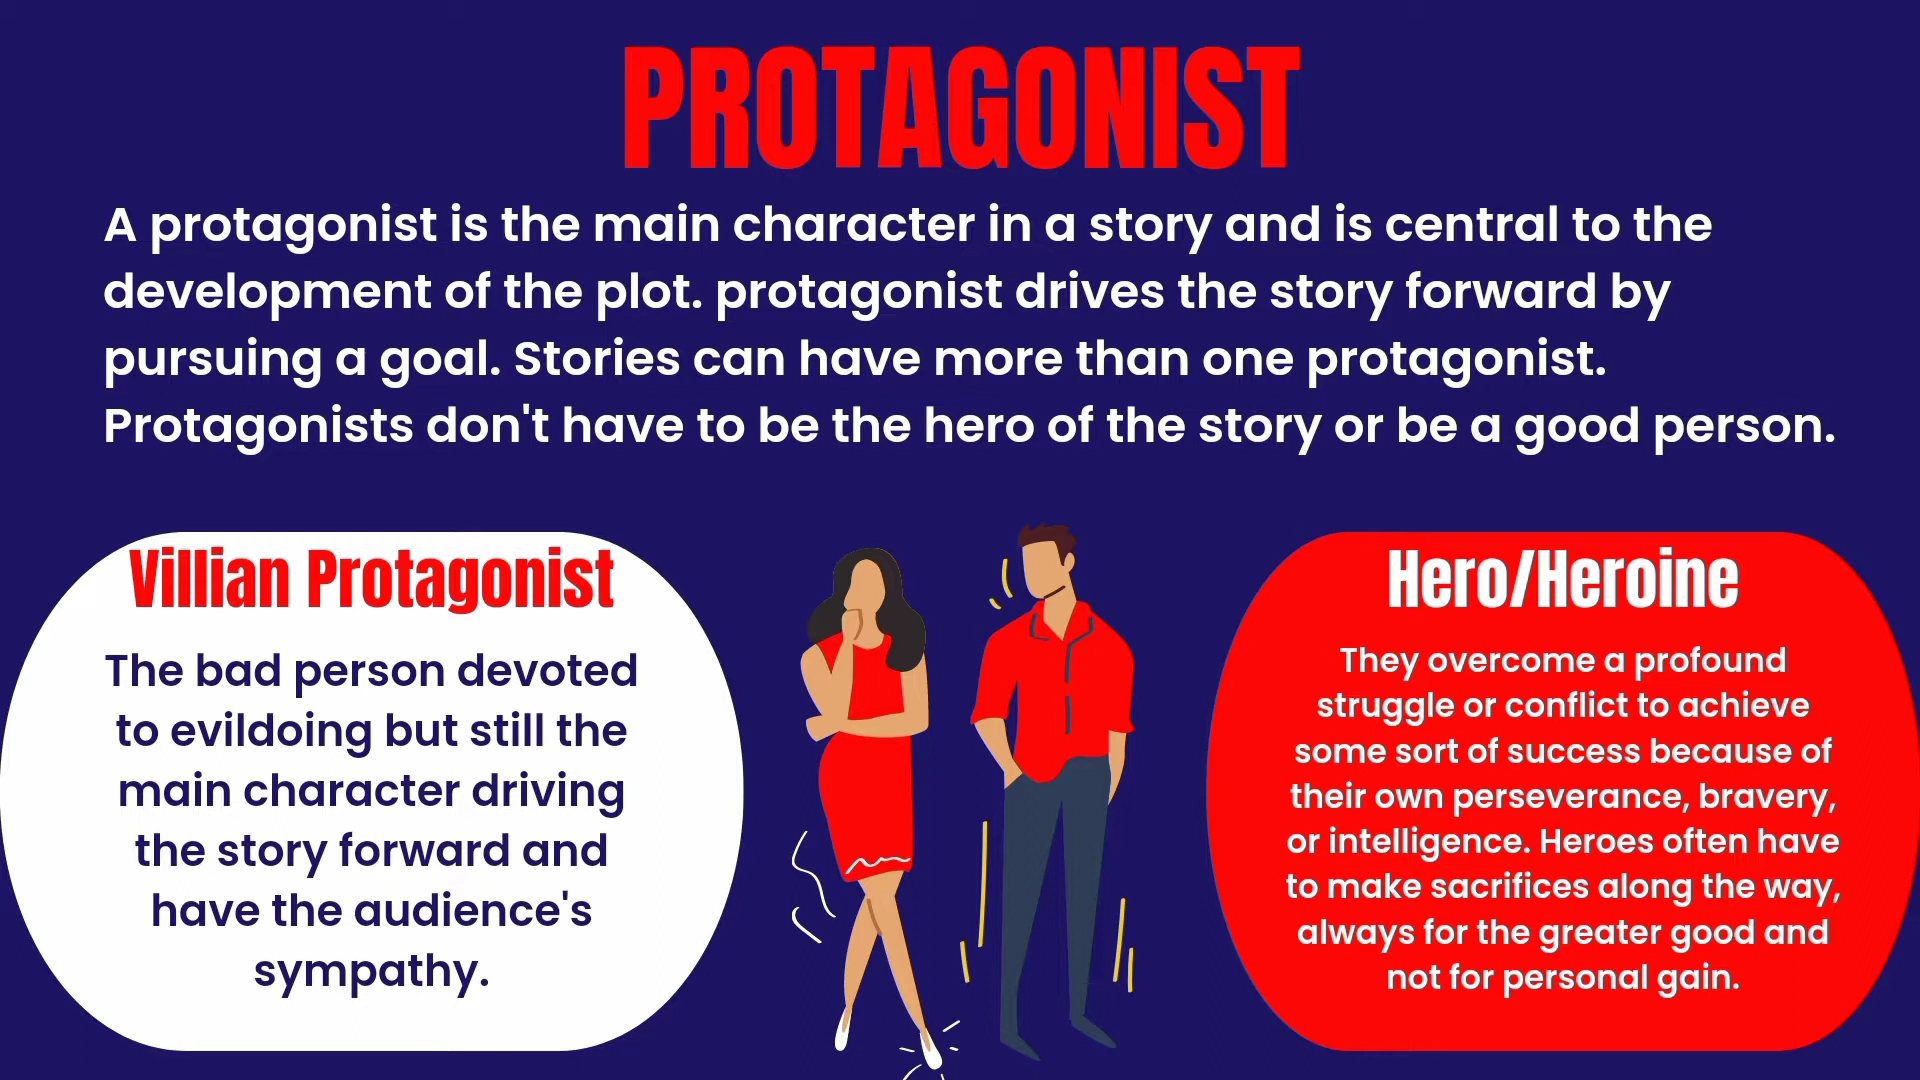 PROTAGONIST
A protagonist is the main character in a story and is central to the
development of the plot. protagonist drives the story forward by
pursuing a goal. Stories can have more than one protagonist.
Protagonists don't have to be the hero of the story or be a good person.
Villian Protagonist
The bad person devoted
to evildoing but still the
main character driving
the story forward and
have the audience's
sympathy.
Hero/Heroine
They overcome a profound
struggle or conflict to achieve
some sort of success because of
their own perseverance, bravery,
or intelligence. Heroes often have
to make sacrifices along the way,
always for the greater good and
not for personal gain.